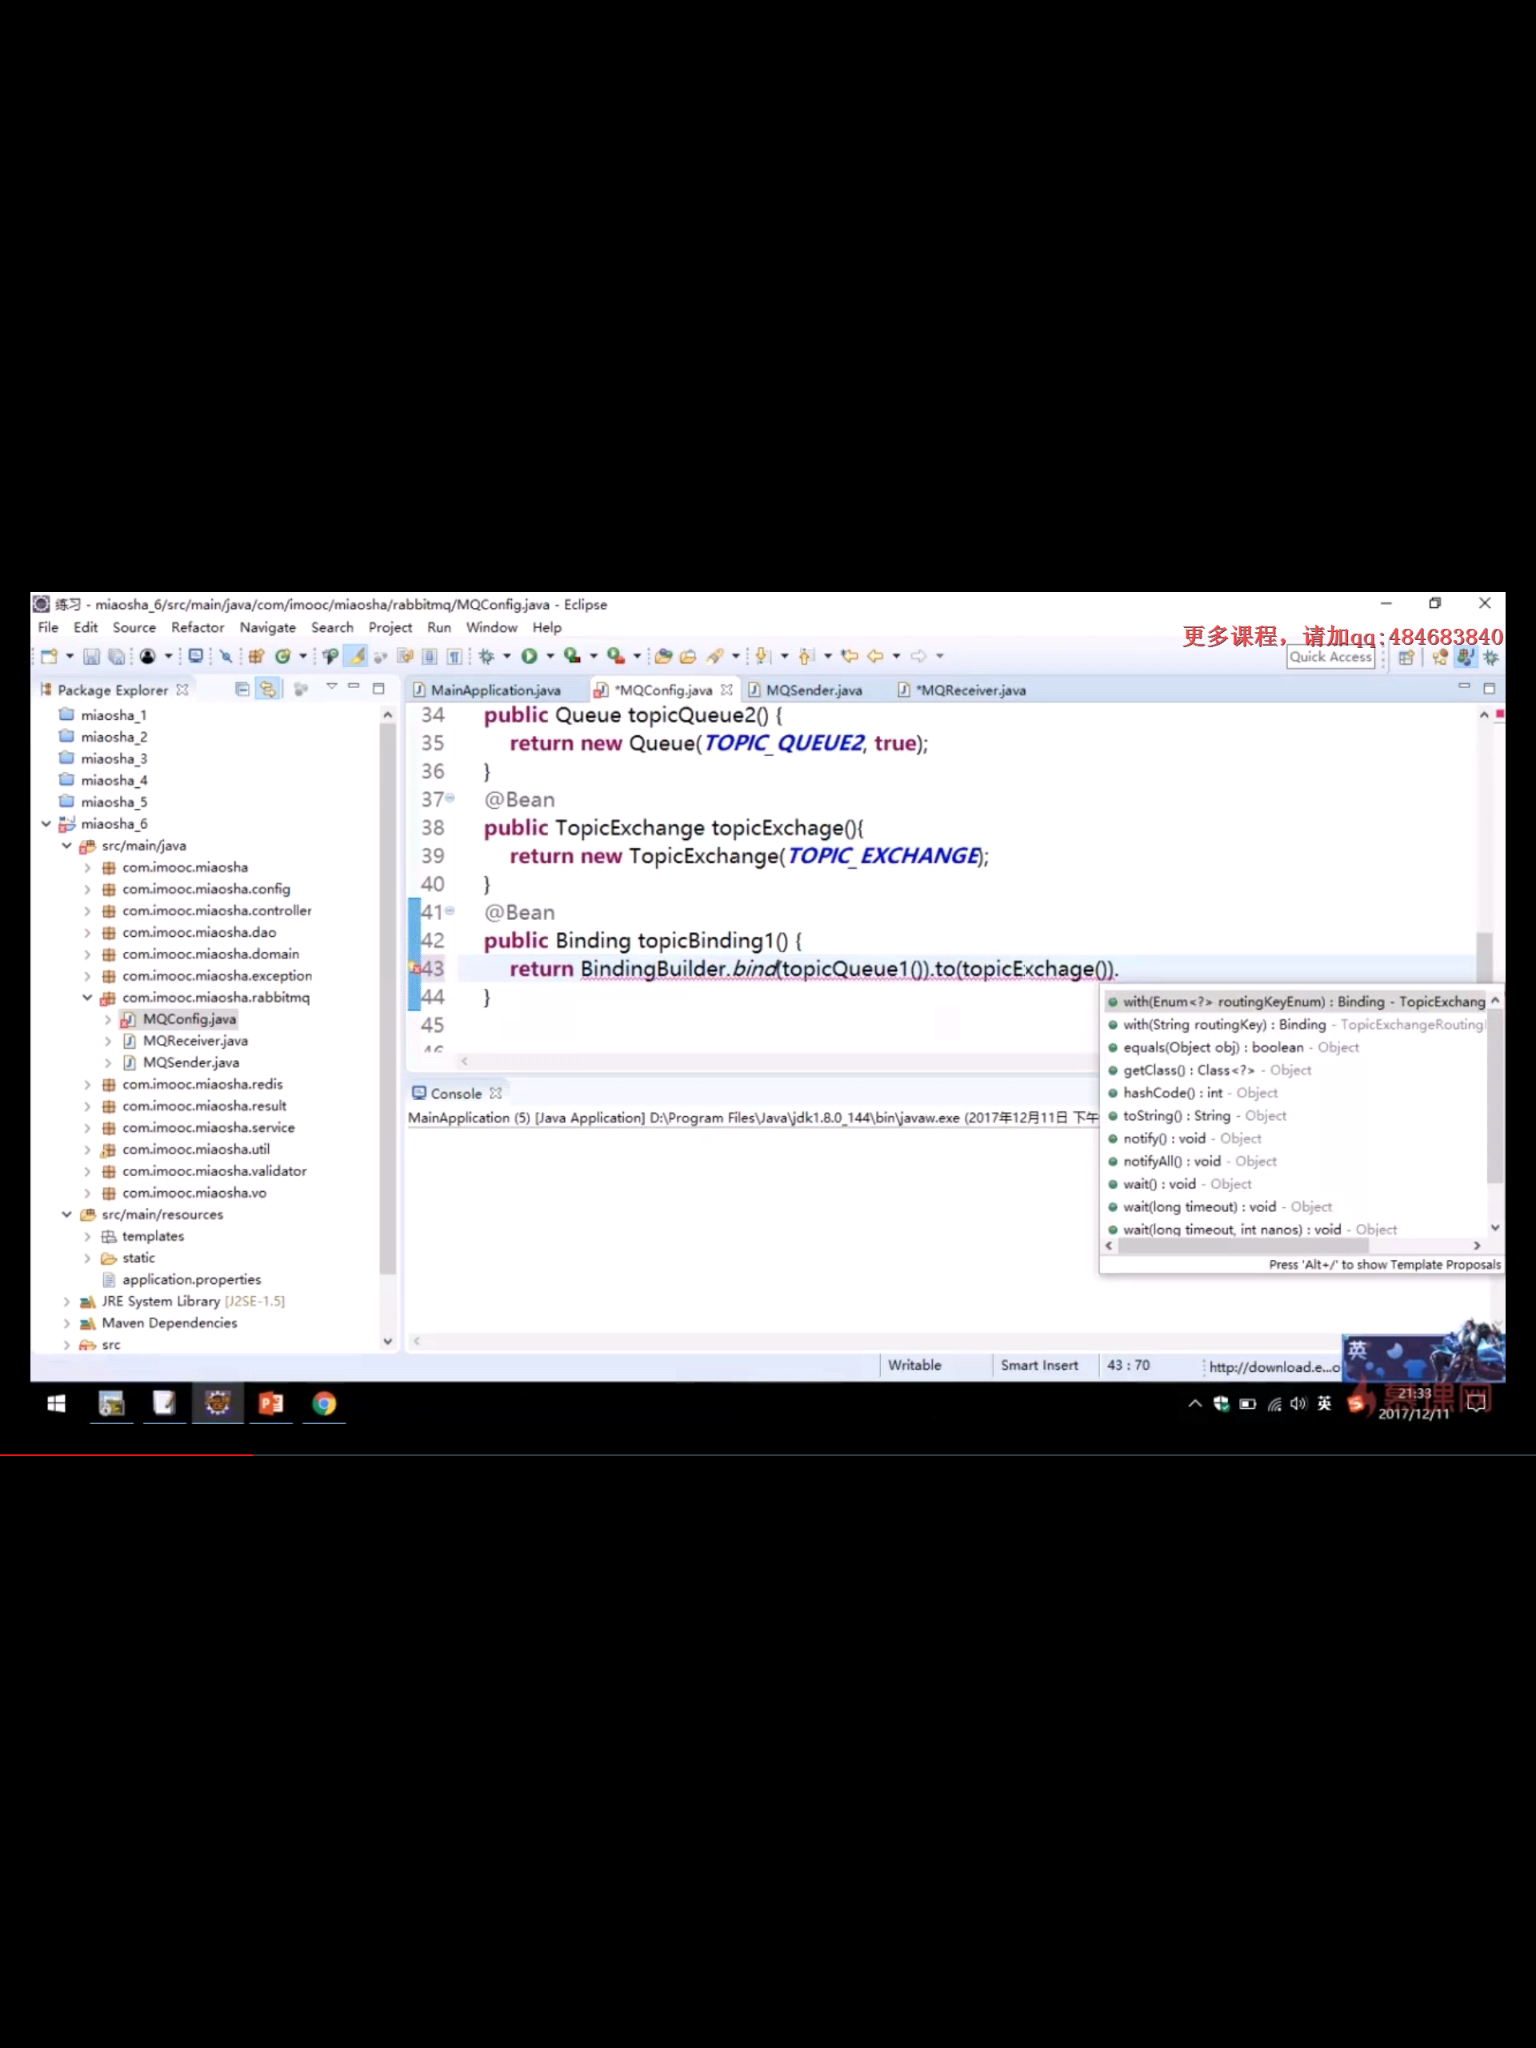 练习 - miaosha_6/src/main/java/com/imooc/miaosha/rabbitmq/MQConfig.java - Eclipse
File Edit Source Refactor Navigate Search Project Run Window Help
更多课程，请加qq:484683840
Quick Access
Package Explorer
miaosha_1
miaosha_2
miaosha_3
miaosha_4
miaosha_5
miaosha_6
src/main/java
com.imooc.miaosha
com.imooc.miaosha.config
com.imooc.miaosha.controller
com.imooc.miaosha.dao
com.imooc.miaosha.domain
com.imooc.miaosha.exception
com.imooc.miaosha.rabbitmq
MQConfig.java
MQReceiver.java
MQSender.java
com.imooc.miaosha.redis
com.imooc.miaosha.result
com.imooc.miaosha.service
com.imooc.miaosha.util
com.imooc.miaosha.validator
com.imooc.miaosha.vo
src/main/resources
templates
static
application.properties
JRE System Library [J2SE-1.5]
Maven Dependencies
src
MainApplication.java *MQConfig.java MQSender.java *MQReceiver.java
34 public Queue topicQueue2() {
35 return new Queue(TOPIC_QUEUE2, true);
36 }
37 @Bean
38 public TopicExchange topicExchage(){
39 return new TopicExchange(TOPIC_EXCHANGE);
40 }
41 @Bean
42 public Binding topicBinding1() {
43 return BindingBuilder.bind(topicQueue1()).to(topicExchage()).
44 }
45
46
with(Enum<?> routingKeyEnum) : Binding - TopicExchang
with(String routingKey) : Binding - TopicExchangeRouting
equals(Object obj) : boolean - Object
getClass() : Class<?> - Object
hashCode() : int - Object
toString() : String - Object
notify() : void - Object
notifyAll() : void - Object
wait() : void - Object
wait(long timeout) : void - Object
wait(long timeout, int nanos) : void - Object
Press 'Alt+/' to show Template Proposals
Console
MainApplication (5) [Java Application] D:\Program Files\Java\jdk1.8.0_144\bin\javaw.exe (2017年12月11日 下午
Writable Smart Insert 43 : 70 http://download.e...o
英
英
慕课网
21:33
2017/12/11